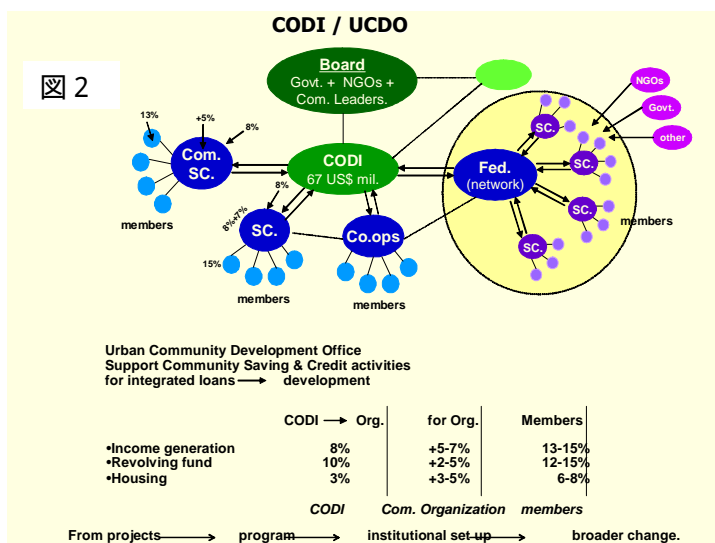 CODI / UCDO
図２
Board
Govt. + NGOs +
Com. Leaders.
NGOs
Govt.
other
13%
+5%
8%
Com.
SC.
members
CODI
67 US$ mil.
Fed.
(network)
SC.
SC.
SC.
SC.
members
8%
8%+7%
SC.
15%
members
Co.ops
members
Urban Community Development Office
Support Community Saving & Credit activities
for integrated loans → development
CODI → Org. for Org. Members
•Income generation 8% +5-7% 13-15%
•Revolving fund 10% +2-5% 12-15%
•Housing 3% +3-5% 6-8%
CODI Com. Organization members
From projects → program → institutional set up → broader change.